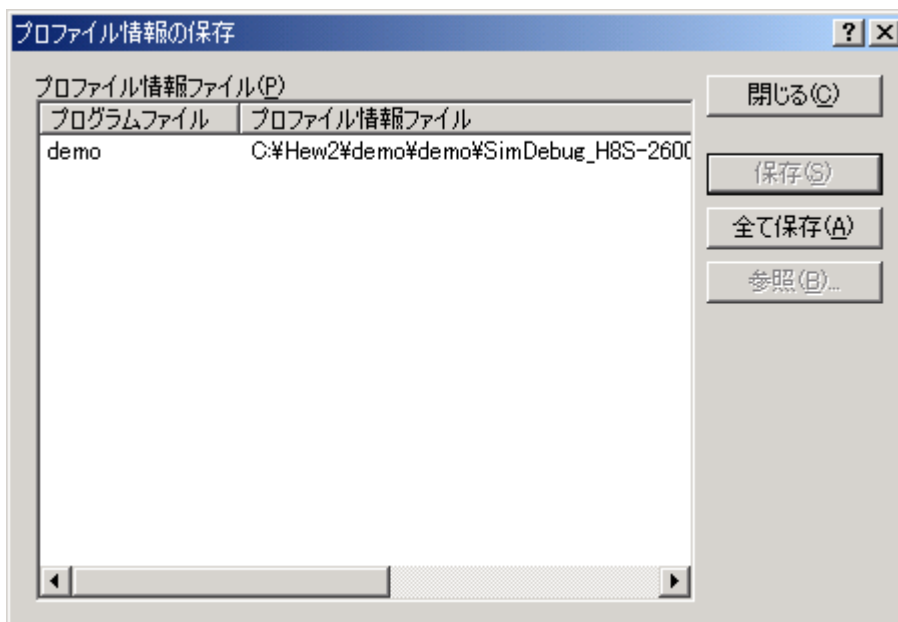 プロファイル情報の保存
プロファイル情報ファイル(P)
プログラムファイル プロファイル情報ファイル
demo C:¥Hew2¥demo¥demo¥SimDebug_H8S-2600
閉じる(C)
保存(S)
全て保存(A)
参照(B)...